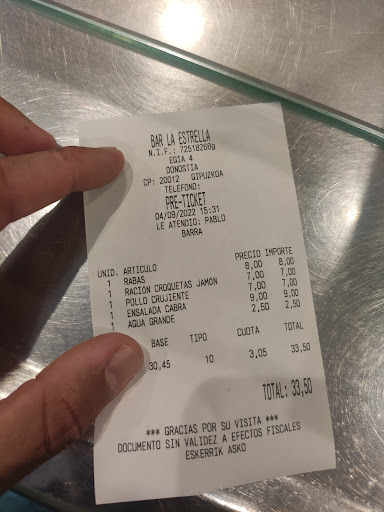 BAR LA ESTRELLA
N.I.F.: 72518260g
EGIA 4
DONOSTIA
CP: 20012 GIPUZKOA
TELEFONO:
PRE-TICKET
04/09/2022 15:31
LE ATENDIO: PABLO
BARRA
UNID. ARTICULO PRECIO IMPORTE
1 RABAS 8,00 8,00
1 RACIÓN CROQUETAS JAMÓN 7,00 7,00
1 POLLO CRUJIENTE 7,00 7,00
1 ENSALADA CABRA 9,00 9,00
1 AGUA GRANDE 2,50 2,50
BASE TIPO CUOTA TOTAL
30,45 10 3,05 33,50
TOTAL: 33,50
*** GRACIAS POR SU VISITA ***
DOCUMENTO SIN VALIDEZ A EFECTOS FISCALES
ESKERRIK ASKO